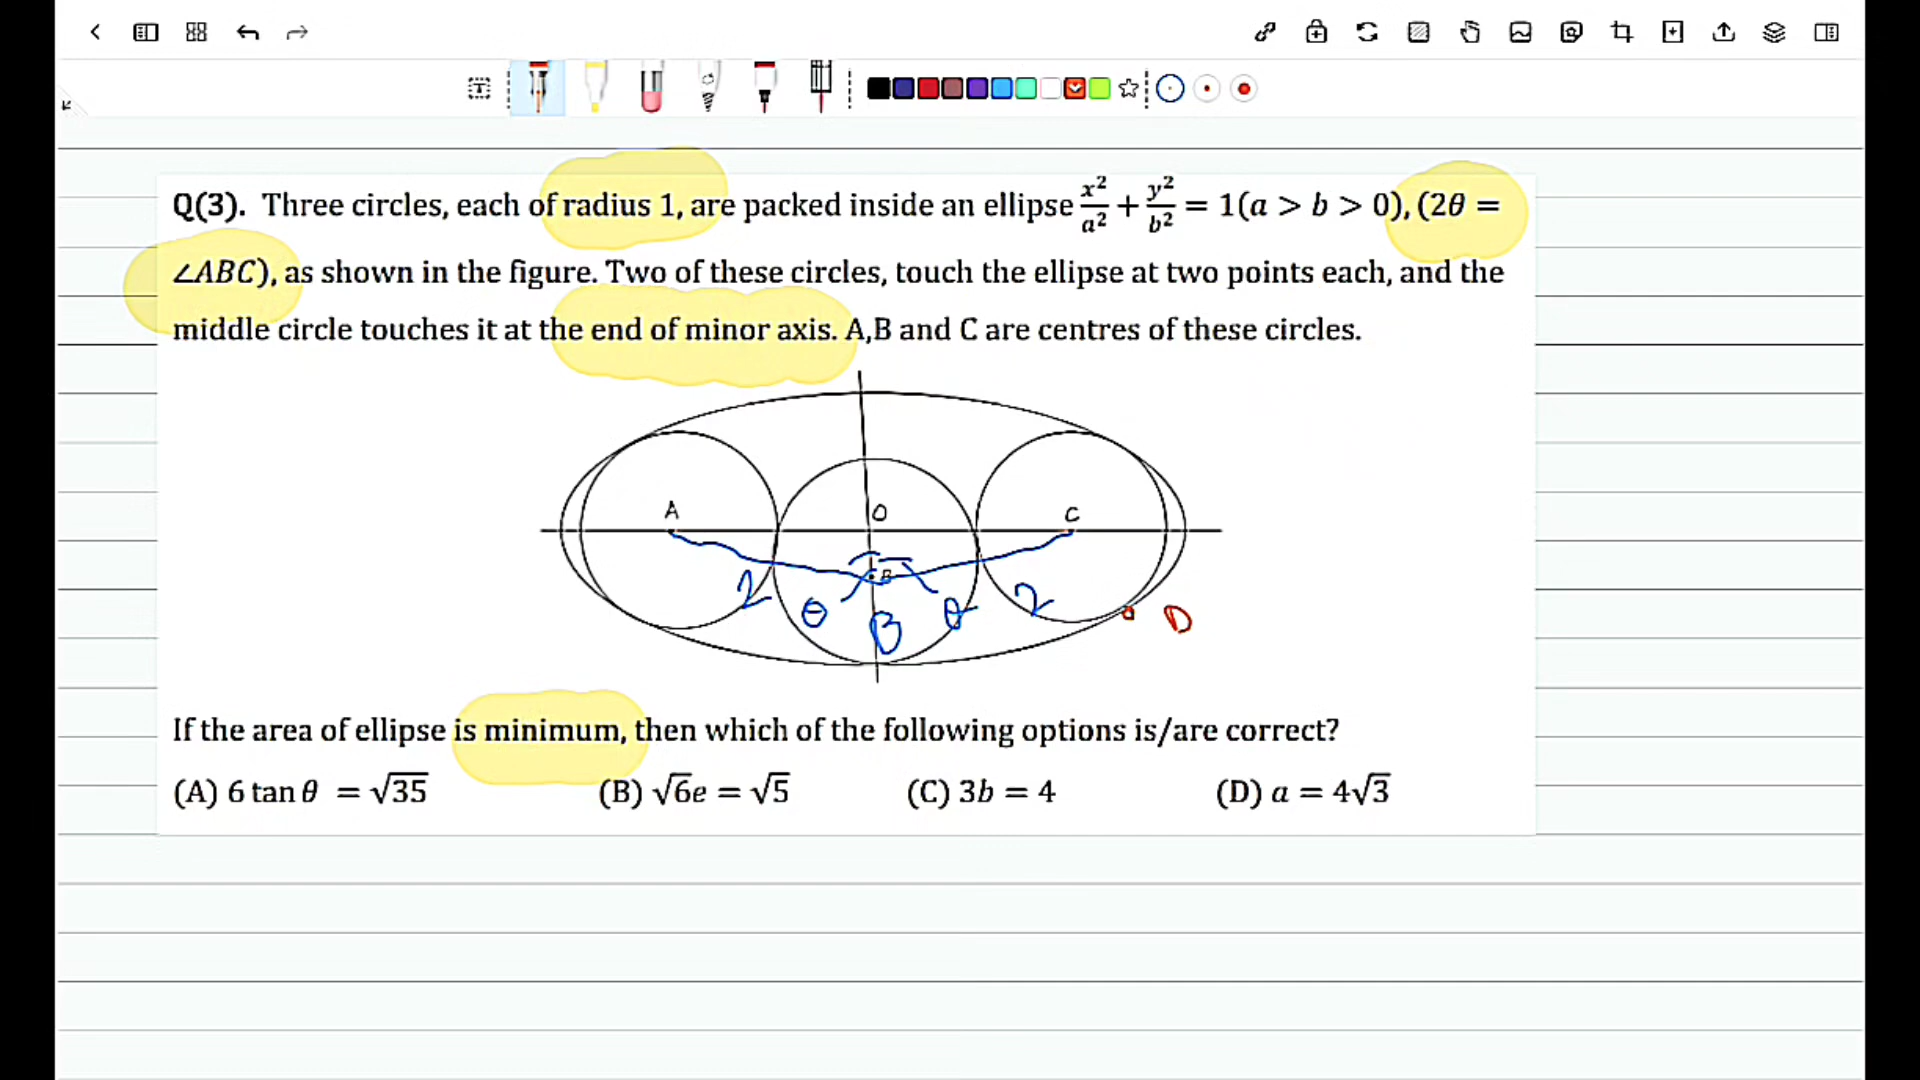 Q(3). Three circles, each of radius 1, are packed inside an ellipse x²/a² + y²/b² = 1(a > b > 0), (2θ =
∠ABC), as shown in the figure. Two of these circles, touch the ellipse at two points each, and the
middle circle touches it at the end of minor axis. A,B and C are centres of these circles.
A O C
B
2 θ B θ 2 D
If the area of ellipse is minimum, then which of the following options is/are correct?
(A) 6 tan θ = √35 (B) √6e = √5 (C) 3b = 4 (D) a = 4√3